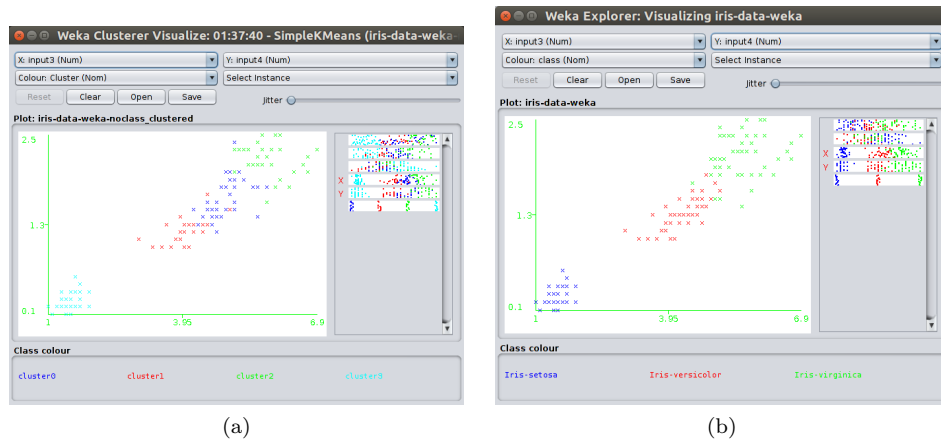 Weka Clusterer Visualize: 01:37:40 - SimpleKMeans (iris-data-weka-
X: input3 (Num)
Y: input4 (Num)
Colour: Cluster (Nom)
Select Instance
Reset
Clear
Open
Save
Jitter
Plot: iris-data-weka-noclass_clustered
2.5
1.3
0.1
1
3.95
6.9
X
Y
Class colour
cluster0
cluster1
cluster2
cluster3
(a)
Weka Explorer: Visualizing iris-data-weka
X: input3 (Num)
Y: input4 (Num)
Colour: class (Nom)
Select Instance
Reset
Clear
Open
Save
Jitter
Plot: iris-data-weka
2.5
1.3
0.1
1
3.95
6.9
X
Y
Class colour
Iris-setosa
Iris-versicolor
Iris-virginica
(b)